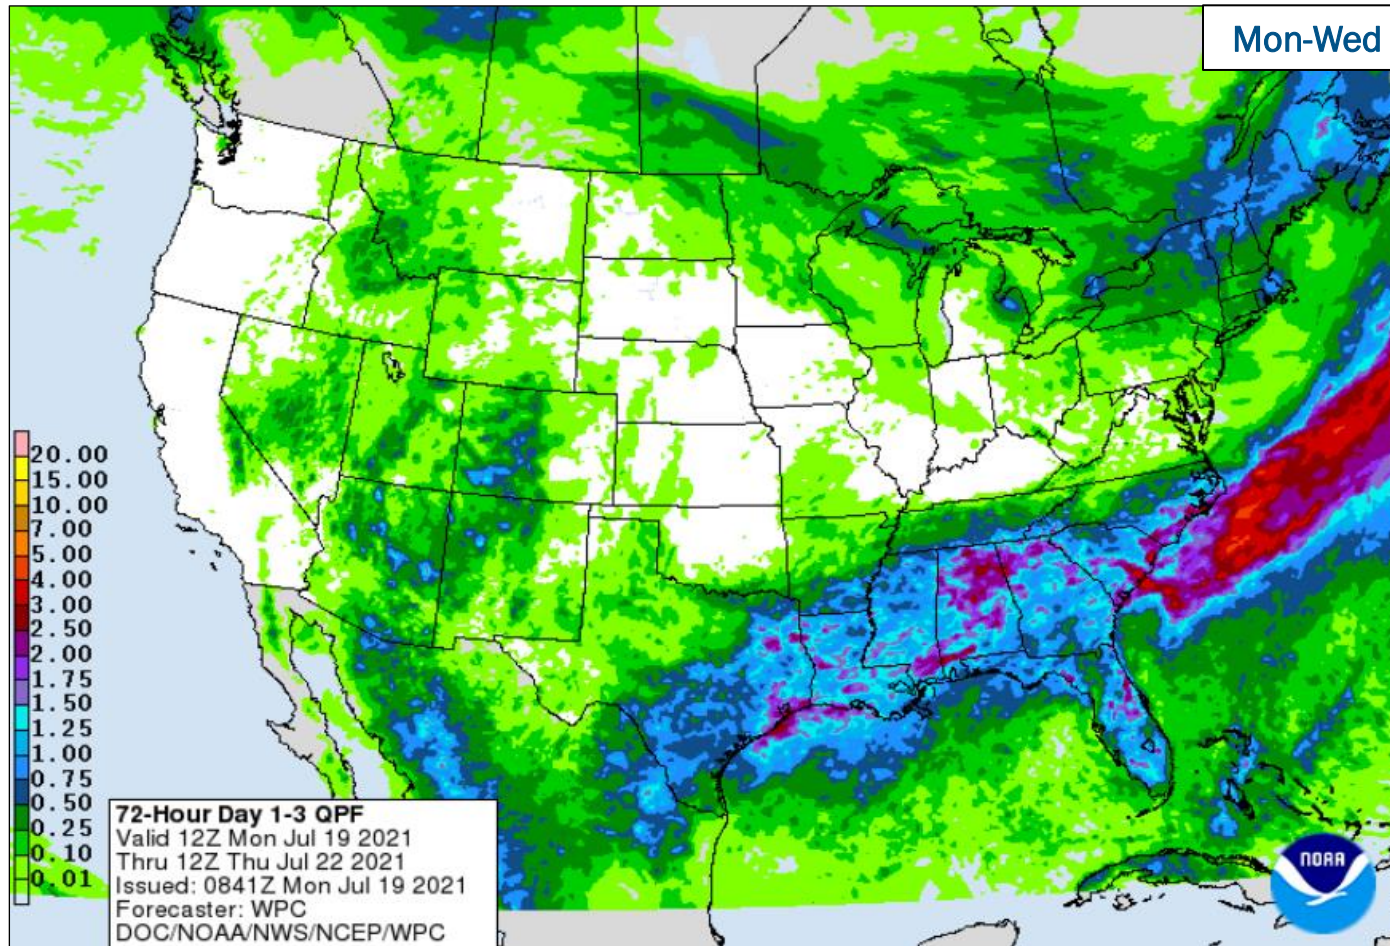 Mon-Wed
20.00
15.00
10.00
7.00
5.00
4.00
3.00
2.50
2.00
1.75
1.50
1.25
1.00
0.75
0.50
0.25
0.10
0.01
72-Hour Day 1-3 QPF
Valid 12Z Mon Jul 19 2021
Thru 12Z Thu Jul 22 2021
Issued: 0841Z Mon Jul 19 2021
Forecaster: WPC
DOC/NOAA/NWS/NCEP/WPC
NOAA